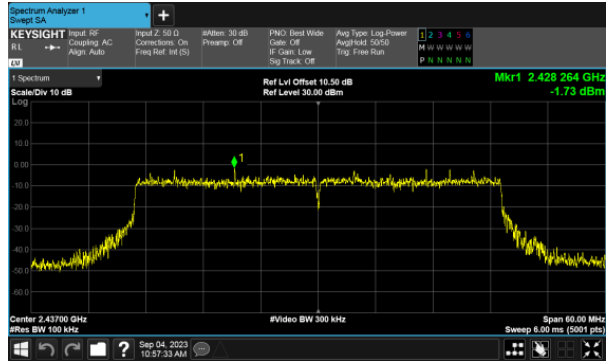 Spectrum Analyzer 1
Swept SA
+
KEYSIGHT Input: RF Input Z: 50 Ω #Atten: 30 dB PNO: Best Wide Avg Type: Log-Power 1 2 3 4 5 6
RL Coupling: AC Corrections: On Preamp: Off Gate: Off Avg|Hold: 50/50 M W W W W W
Align: Auto Freq Ref: Int (S) IF Gain: Low Trig: Free Run
Sig Track: Off P N N N N N
LXI
1 Spectrum
Ref Lvl Offset 10.50 dB Mkr1 2.428 264 GHz
Scale/Div 10 dB Ref Level 30.00 dBm -1.73 dBm
Log
20.0
10.0
1
0.00
-10.0
-20.0
-30.0
-40.0
-50.0
-60.0
Center 2.43700 GHz #Video BW 300 kHz Span 60.00 MHz
#Res BW 100 kHz Sweep 6.00 ms (5001 pts)
? Sep 04, 2023
10:57:33 AM